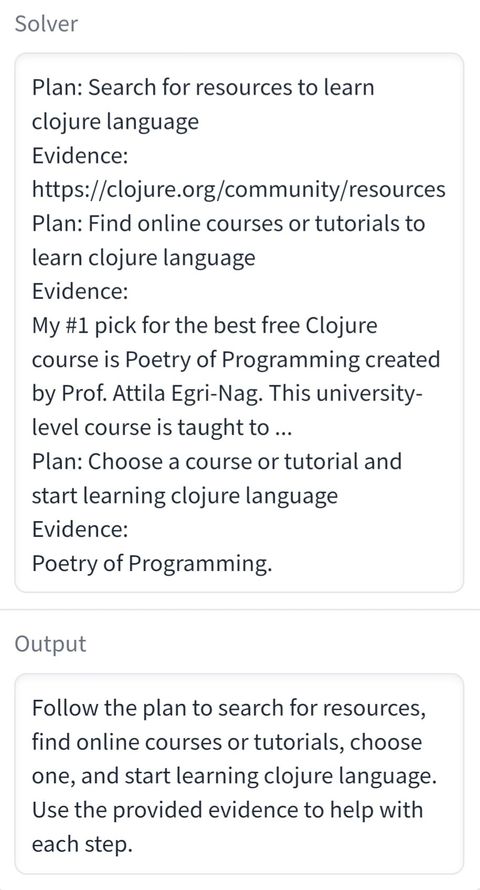 Solver
Plan: Search for resources to learn
clojure language
Evidence:
https://clojure.org/community/resources
Plan: Find online courses or tutorials to
learn clojure language
Evidence:
My #1 pick for the best free Clojure
course is Poetry of Programming created
by Prof. Attila Egri-Nag. This university-
level course is taught to ...
Plan: Choose a course or tutorial and
start learning clojure language
Evidence:
Poetry of Programming.
Output
Follow the plan to search for resources,
find online courses or tutorials, choose
one, and start learning clojure language.
Use the provided evidence to help with
each step.